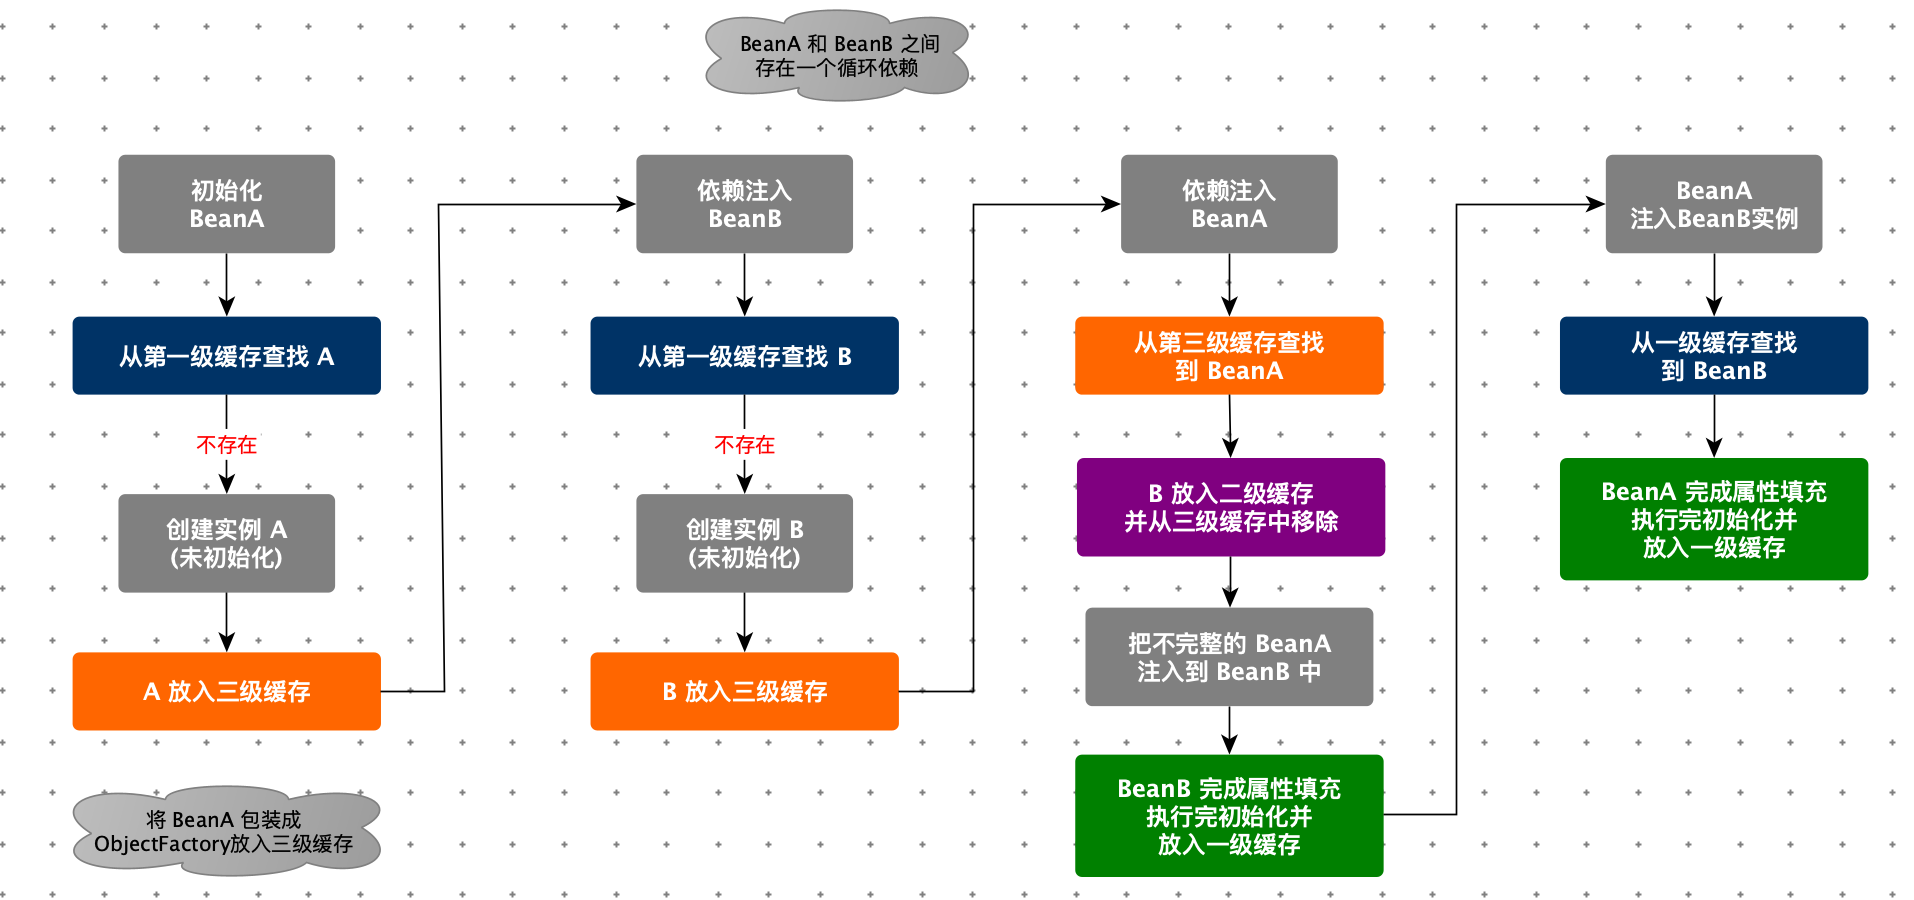 BeanA 和 BeanB 之间
存在一个循环依赖
初始化
BeanA
从第一级缓存查找 A
不存在
创建实例 A
(未初始化)
A 放入三级缓存
将 BeanA 包装成
ObjectFactory放入三级缓存
依赖注入
BeanB
从第一级缓存查找 B
不存在
创建实例 B
(未初始化)
B 放入三级缓存
依赖注入
BeanA
从第三级缓存查找
到 BeanA
B 放入二级缓存
并从三级缓存中移除
把不完整的 BeanA
注入到 BeanB 中
BeanB 完成属性填充
执行完初始化并
放入一级缓存
BeanA
注入BeanB实例
从一级缓存查找
到 BeanB
BeanA 完成属性填充
执行完初始化并
放入一级缓存